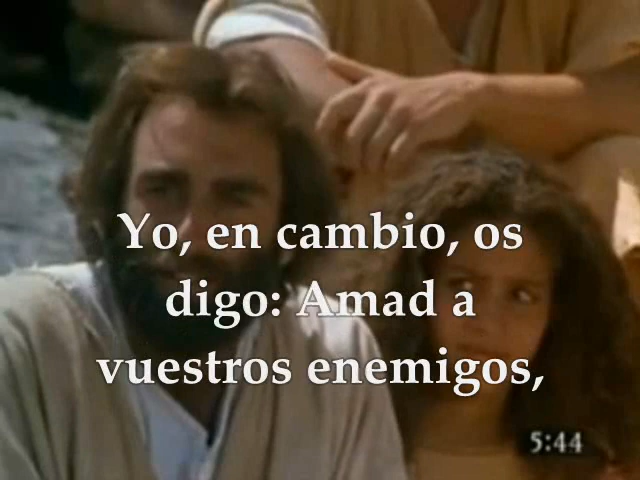 Yo, en cambio, os
digo: Amad a
vuestros enemigos,
5:44